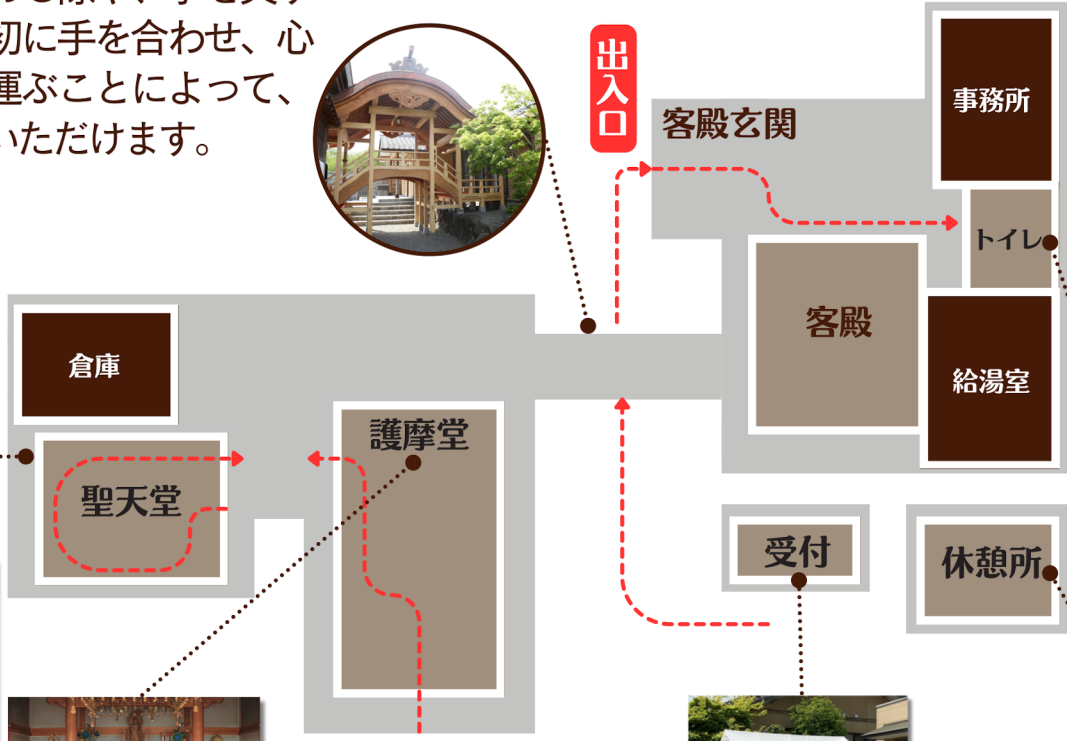 切に手を合わせ、心
運ぶことによって、
いただけます。
出入口
客殿玄関
事務所
トイレ
客殿
給湯室
倉庫
護摩堂
聖天堂
受付
休憩所